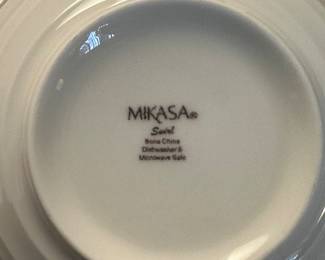 MIKASA®
Swirl
Bone China
Dishwasher &
Microwave Safe